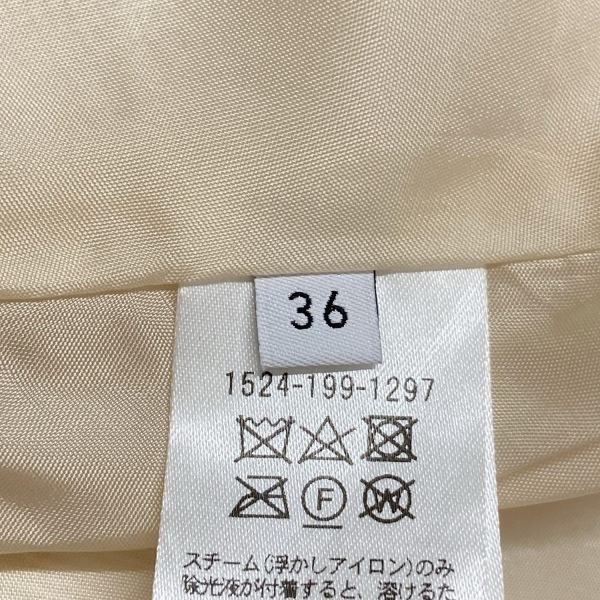 36
1524-199-1297
F
W
スチーム(浮かしアイロン)のみ
除光液が付着すると、溶けるた